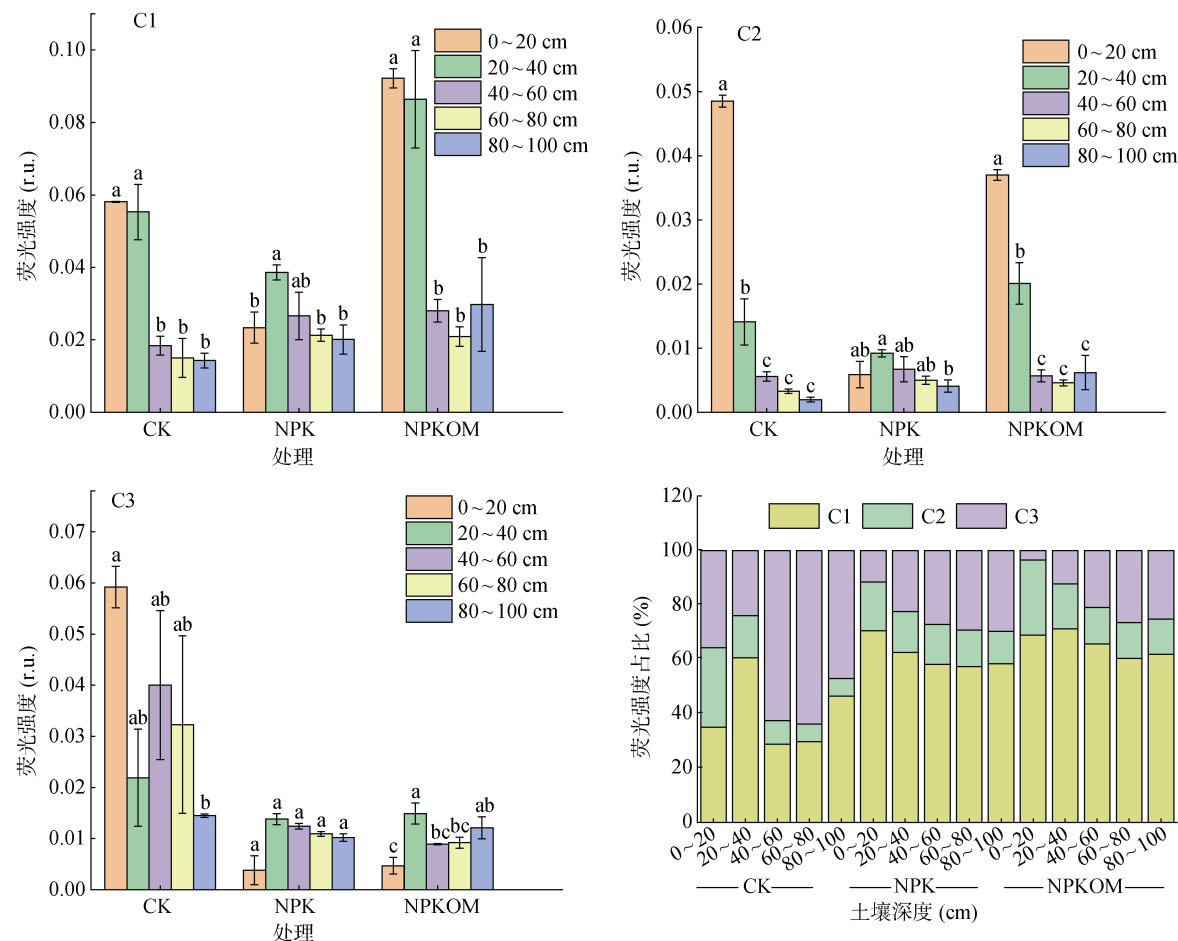 C1
0.10
0.08
0.06
0.04
0.02
0.00
荧光强度 (r.u.)
0~20 cm
20~40 cm
40~60 cm
60~80 cm
80~100 cm
a a b b b
b a ab b b
a a b b b
CK NPK NPKOM
处理
C2
0.06
0.05
0.04
0.03
0.02
0.01
0.00
荧光强度 (r.u.)
0~20 cm
20~40 cm
40~60 cm
60~80 cm
80~100 cm
a b c c c
ab a ab ab b
a b c c c
CK NPK NPKOM
处理
C3
0.07
0.06
0.05
0.04
0.03
0.02
0.01
0.00
荧光强度 (r.u.)
0~20 cm
20~40 cm
40~60 cm
60~80 cm
80~100 cm
a ab ab ab b
a a a a a
c a bc bc ab
CK NPK NPKOM
处理
120
100
80
60
40
20
0
荧光强度占比 (%)
C1 C2 C3
0~20 20~40 40~60 60~80 80~100 0~20 20~40 40~60 60~80 80~100 0~20 20~40 40~60 60~80 80~100
CK NPK NPKOM
土壤深度 (cm)